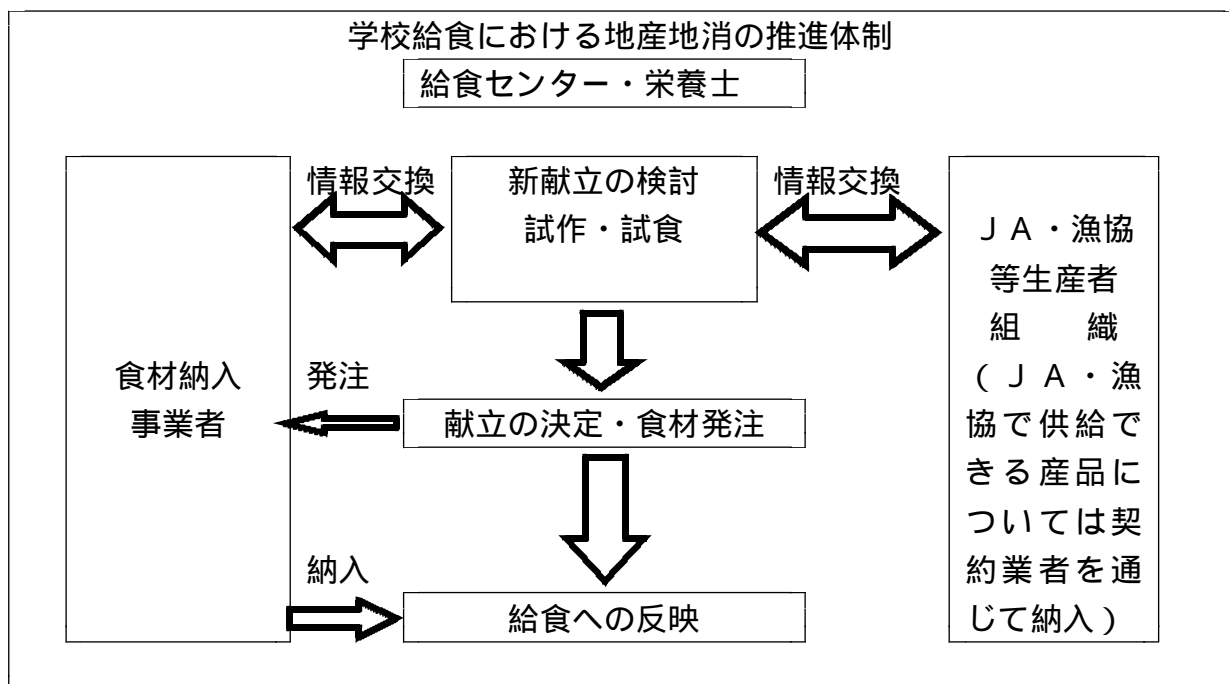 学校給食における地産地消の推進体制
給食センター・栄養士
情報交換
新献立の検討
試作・試食
情報交換
食材納入
事業者
発注
献立の決定・食材発注
納入
給食への反映
ＪＡ・漁協
等生産者
組　　織
（ＪＡ・漁
協で供給で
きる産品に
ついては契
約業者を通
じて納入）